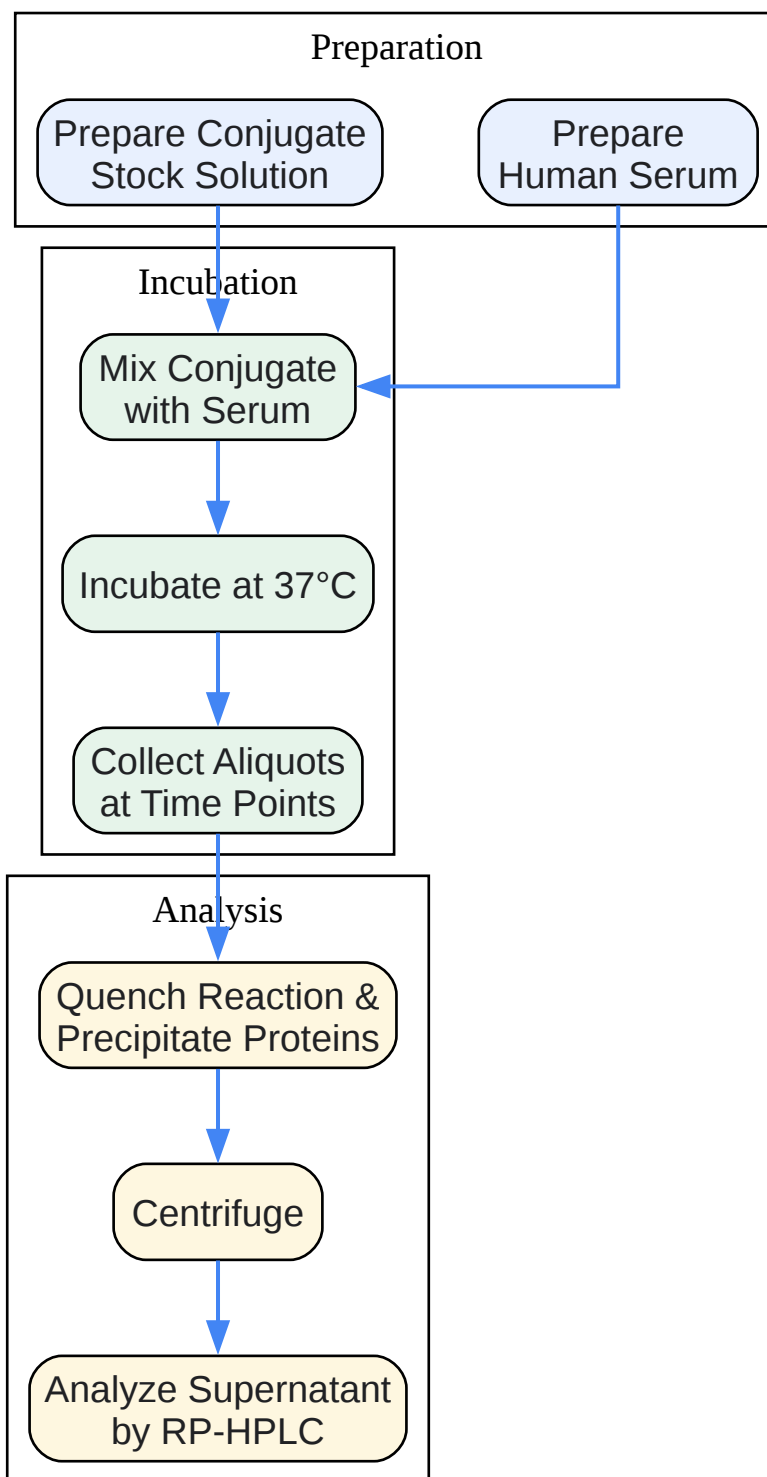 Preparation
Prepare Conjugate
Stock Solution
Prepare
Human Serum
Incubation
Mix Conjugate
with Serum
Incubate at 37°C
Collect Aliquots
at Time Points
Analysis
Quench Reaction &
Precipitate Proteins
Centrifuge
Analyze Supernatant
by RP-HPLC